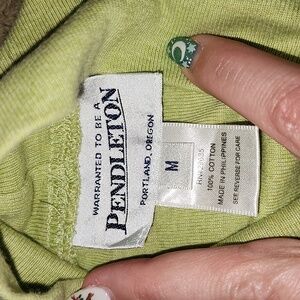 WARRANTED TO BE A
PENDLETON
PORTLAND, OREGON
M
100% COTTON
MADE IN PHILIPPINES
SEE REVERSE FOR CARE